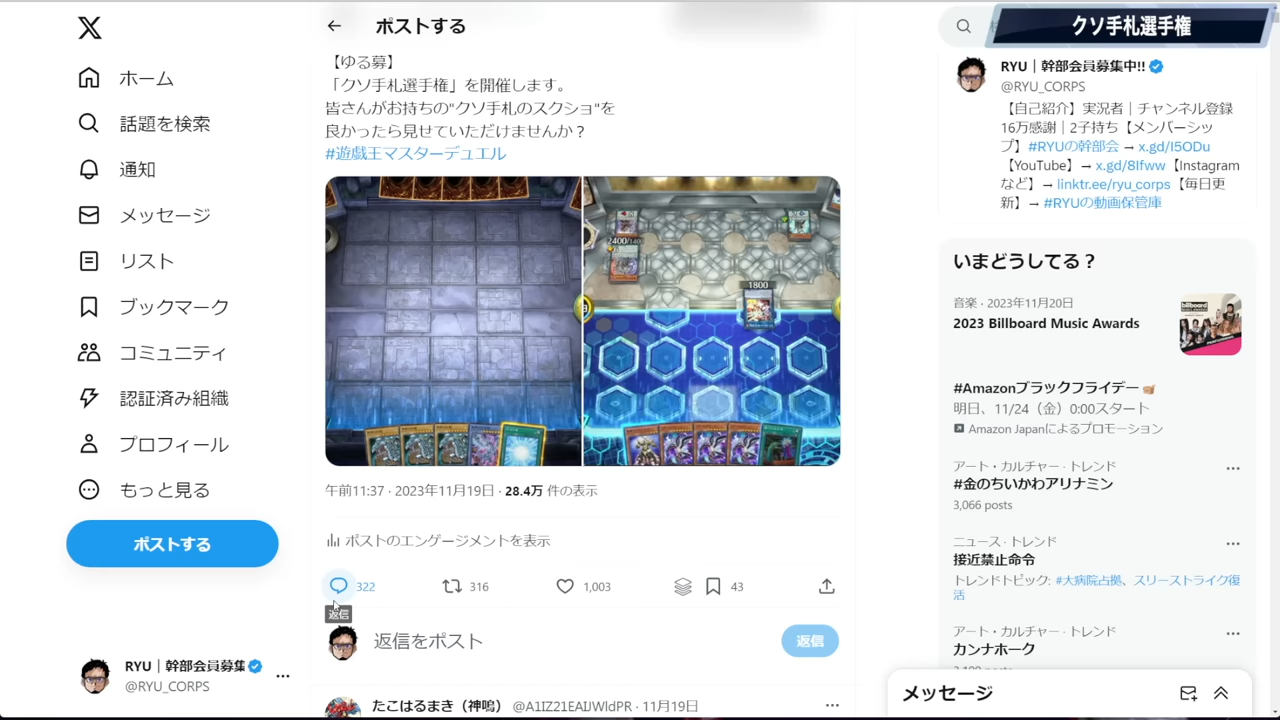 ホーム
話題を検索
通知
メッセージ
リスト
ブックマーク
コミュニティ
認証済み組織
プロフィール
もっと見る
ポストする
RYU｜幹部会員募集
@RYU_CORPS
ポストする
【ゆる募】
「クソ手札選手権」を開催します。
皆さんがお持ちの"クソ手札のスクショ"を
良かったら見せていただけませんか？
#遊戯王マスターデュエル
2400/140
1800
午前11:37 · 2023年11月19日 · 28.4万 件の表示
ポストのエンゲージメントを表示
322
316
1,003
43
返信
返信をポスト
返信
たこはるまき（神鳴） @A1IZ21EAIJWldPR · 11月19日
クソ手札選手権
RYU｜幹部会員募集中!!
@RYU_CORPS
【自己紹介】実況者｜チャンネル登録
16万感謝｜2子持ち【メンバーシッ
プ】#RYUの幹部会 → x.gd/I5ODu
【YouTube】→ x.gd/8Ifww【Instagram
など】→ linktr.ee/ryu_corps【毎日更
新】→ #RYUの動画保管庫
いまどうしてる？
音楽 · 2023年11月20日
2023 Billboard Music Awards
billboard
#Amazonブラックフライデー
明日、11/24（金）0:00スタート
Amazon Japanによるプロモーション
アート・カルチャー · トレンド
#金のちいかわアリナミン
3,066 posts
ニュース · トレンド
接近禁止命令
トレンドトピック: #大病院占拠、スリーストライク復
活
アート・カルチャー · トレンド
カンナホーク
メッセージ